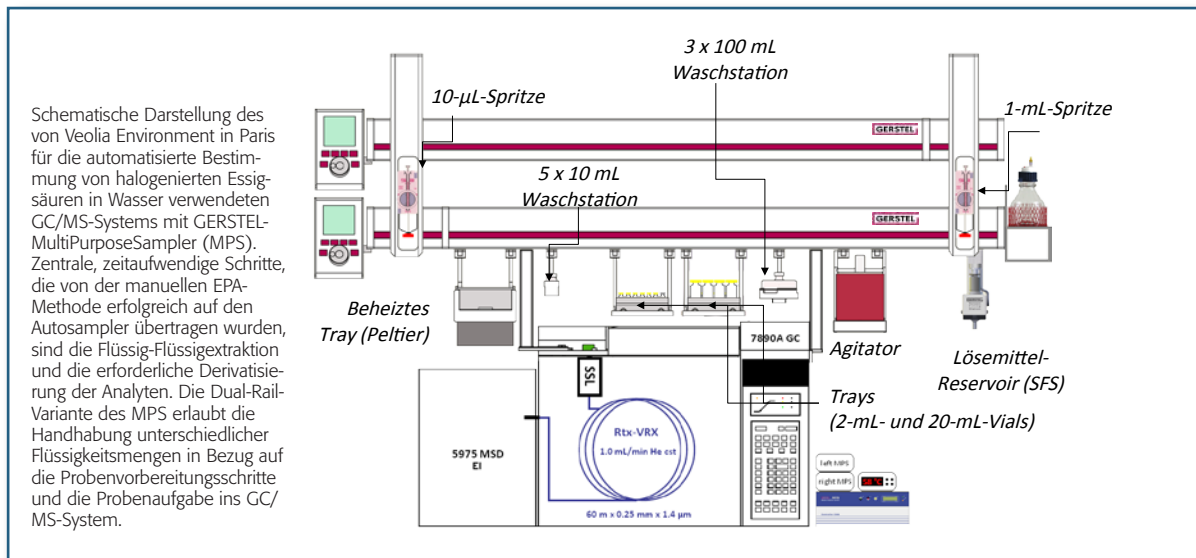 Schematische Darstellung des
von Veolia Environment in Paris
für die automatisierte Bestim-
mung von halogenierten Essig-
säuren in Wasser verwendeten
GC/MS-Systems mit GERSTEL-
MultiPurposeSampler (MPS).
Zentrale, zeitaufwendige Schritte,
die von der manuellen EPA-
Methode erfolgreich auf den
Autosampler übertragen wurden,
sind die Flüssig-Flüssigextraktion
und die erforderliche Derivatisie-
rung der Analyten. Die Dual-Rail-
Variante des MPS erlaubt die
Handhabung unterschiedlicher
Flüssigkeitsmengen in Bezug auf
die Probenvorbereitungsschritte
und die Probenaufgabe ins GC/
MS-System.
3 x 100 mL
Waschstation
10-µL-Spritze
1-mL-Spritze
GERSTEL
5 x 10 mL
Waschstation
GERSTEL
Beheiztes
Tray (Peltier)
7890A GC
Agitator
Lösemittel-
Reservoir (SFS)
SSL
Trays
(2-mL- und 20-mL-Vials)
Rtx-VRX
1.0 mL/min He cst
5975 MSD
EI
60 m x 0.25 mm x 1.4 µm
left MPS
right MPS